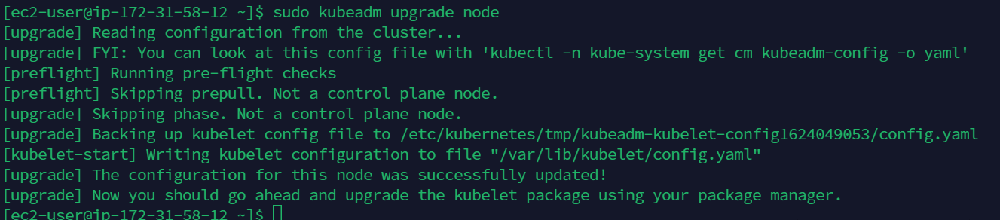 [ec2-user@ip-172-31-58-12 ~]$ sudo kubeadm upgrade node
[upgrade] Reading configuration from the cluster...
[upgrade] FYI: You can look at this config file with 'kubectl -n kube-system get cm kubeadm-config -o yaml'
[preflight] Running pre-flight checks
[preflight] Skipping prepull. Not a control plane node.
[upgrade] Skipping phase. Not a control plane node.
[upgrade] Backing up kubelet config file to /etc/kubernetes/tmp/kubeadm-kubelet-config1624049053/config.yaml
[kubelet-start] Writing kubelet configuration to file "/var/lib/kubelet/config.yaml"
[upgrade] The configuration for this node was successfully updated!
[upgrade] Now you should go ahead and upgrade the kubelet package using your package manager.
[ec2-user@ip-172-31-58-12 ~]$